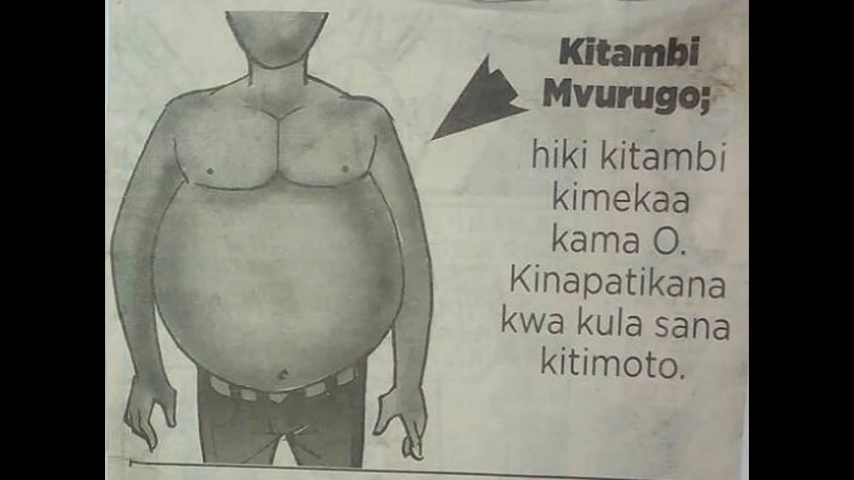 Kitambi
Mvurugo;
hiki kitambi
kimekaa
kama O.
Kinapatikana
kwa kula sana
kitimoto.